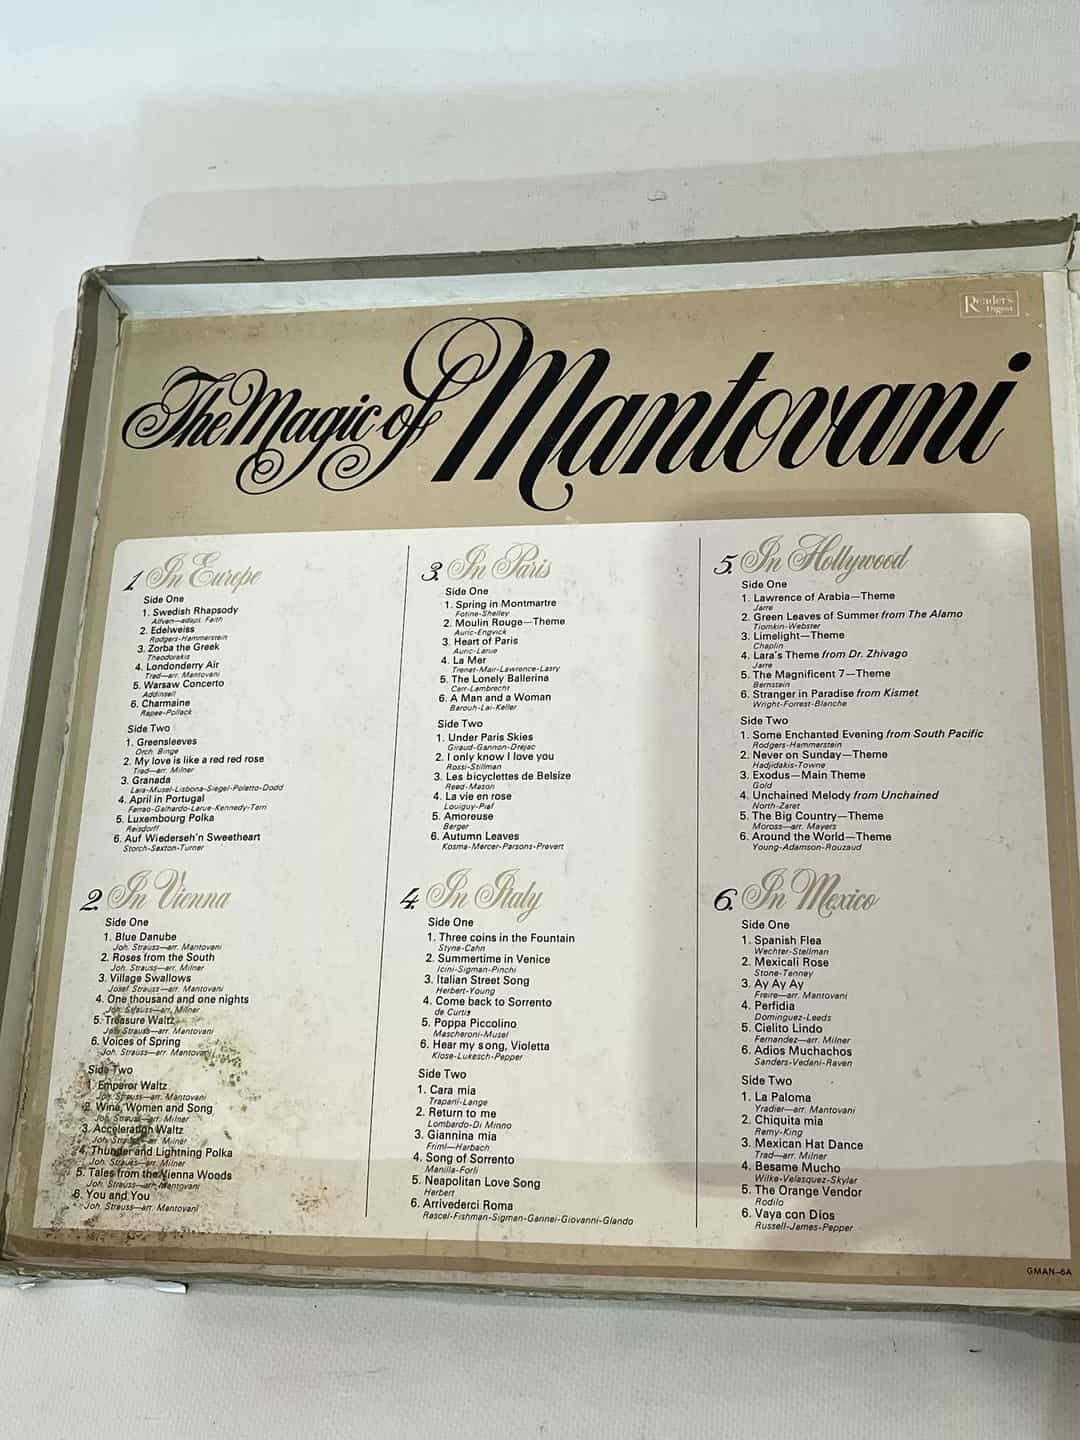 Reader's
Digest
The Magic of Mantovani
1. In Europe
Side One
1. Swedish Rhapsody
Alfven—adapt. Faith
2. Edelweiss
Rodgers-Hammerstein
3. Zorba the Greek
Theodorakis
4. Londonderry Air
Trad—arr. Mantovani
5. Warsaw Concerto
Addinsell
6. Charmaine
Rapee-Pollack
Side Two
1. Greensleeves
Orch. Binge
2. My love is like a red red rose
Trad—arr. Milner
3. Granada
Lara-Musel-Lisbona-Siegel-Poletto-Dodd
4. April in Portugal
Ferrao-Galhardo-Larue-Kennedy-Terri
5. Luxembourg Polka
Reisdorff
6. Auf Wiederseh'n Sweetheart
Storch-Sexton-Turner
2. In Vienna
Side One
1. Blue Danube
Joh. Strauss—arr. Mantovani
2. Roses from the South
Joh. Strauss—arr. Milner
3. Village Swallows
Josef Strauss—arr. Mantovani
4. One thousand and one nights
Joh. Strauss—arr. Milner
5. Treasure Waltz
Joh. Strauss—arr. Mantovani
6. Voices of Spring
Joh. Strauss—arr. Mantovani
Side Two
1. Emperor Waltz
Joh. Strauss—arr. Mantovani
2. Wine, Women and Song
Joh. Strauss—arr. Milner
3. Acceleration Waltz
Joh. Strauss—arr. Milner
4. Thunder and Lightning Polka
Joh. Strauss—arr. Milner
5. Tales from the Vienna Woods
Joh. Strauss—arr. Mantovani
6. You and You
Joh. Strauss—arr. Mantovani
3. In Paris
Side One
1. Spring in Montmartre
Fotine-Shelley
2. Moulin Rouge—Theme
Auric-Engvick
3. Heart of Paris
Auric-Larue
4. La Mer
Trenet-Mair-Lawrence-Lasry
5. The Lonely Ballerina
Carr-Lambrecht
6. A Man and a Woman
Barouh-Lai-Keller
Side Two
1. Under Paris Skies
Giraud-Gannon-Drejac
2. I only know I love you
Rossi-Stillman
3. Les bicyclettes de Belsize
Reed-Mason
4. La vie en rose
Louiguy-Piaf
5. Amoreuse
Berger
6. Autumn Leaves
Kosma-Mercer-Parsons-Prevert
4. In Italy
Side One
1. Three coins in the Fountain
Styne-Cahn
2. Summertime in Venice
Icini-Sigman-Pinchi
3. Italian Street Song
Herbert-Young
4. Come back to Sorrento
de Curtis
5. Poppa Piccolino
Mascheroni-Musel
6. Hear my song, Violetta
Klose-Lukesch-Pepper
Side Two
1. Cara mia
Trapani-Lange
2. Return to me
Lombardo-Di Minno
3. Giannina mia
Friml—Harbach
4. Song of Sorrento
Manilla-Forli
5. Neapolitan Love Song
Herbert
6. Arrivederci Roma
Rascel-Fishman-Sigman-Garinei-Giovanni-Glando
5. In Hollywood
Side One
1. Lawrence of Arabia—Theme
Jarre
2. Green Leaves of Summer from The Alamo
Tiomkin-Webster
3. Limelight—Theme
Chaplin
4. Lara's Theme from Dr. Zhivago
Jarre
5. The Magnificent 7—Theme
Bernstein
6. Stranger in Paradise from Kismet
Wright-Forrest-Blanche
Side Two
1. Some Enchanted Evening from South Pacific
Rodgers-Hammerstein
2. Never on Sunday—Theme
Hadjidakis-Towne
3. Exodus—Main Theme
Gold
4. Unchained Melody from Unchained
North-Zaret
5. The Big Country—Theme
Moross—arr. Mayers
6. Around the World—Theme
Young-Adamson-Rouzaud
6. In Mexico
Side One
1. Spanish Flea
Wechter-Stellman
2. Mexicali Rose
Stone-Tenney
3. Ay Ay Ay
Freire—arr. Mantovani
4. Perfidia
Dominguez-Leeds
5. Cielito Lindo
Fernandez—arr. Milner
6. Adios Muchachos
Sanders-Vedani-Raven
Side Two
1. La Paloma
Yradier—arr. Mantovani
2. Chiquita mia
Remy-King
3. Mexican Hat Dance
Trad—arr. Milner
4. Besame Mucho
Wilke-Velasquez-Skylar
5. The Orange Vendor
Rodilo
6. Vaya con Dios
Russell-James-Pepper
GMAN–6A